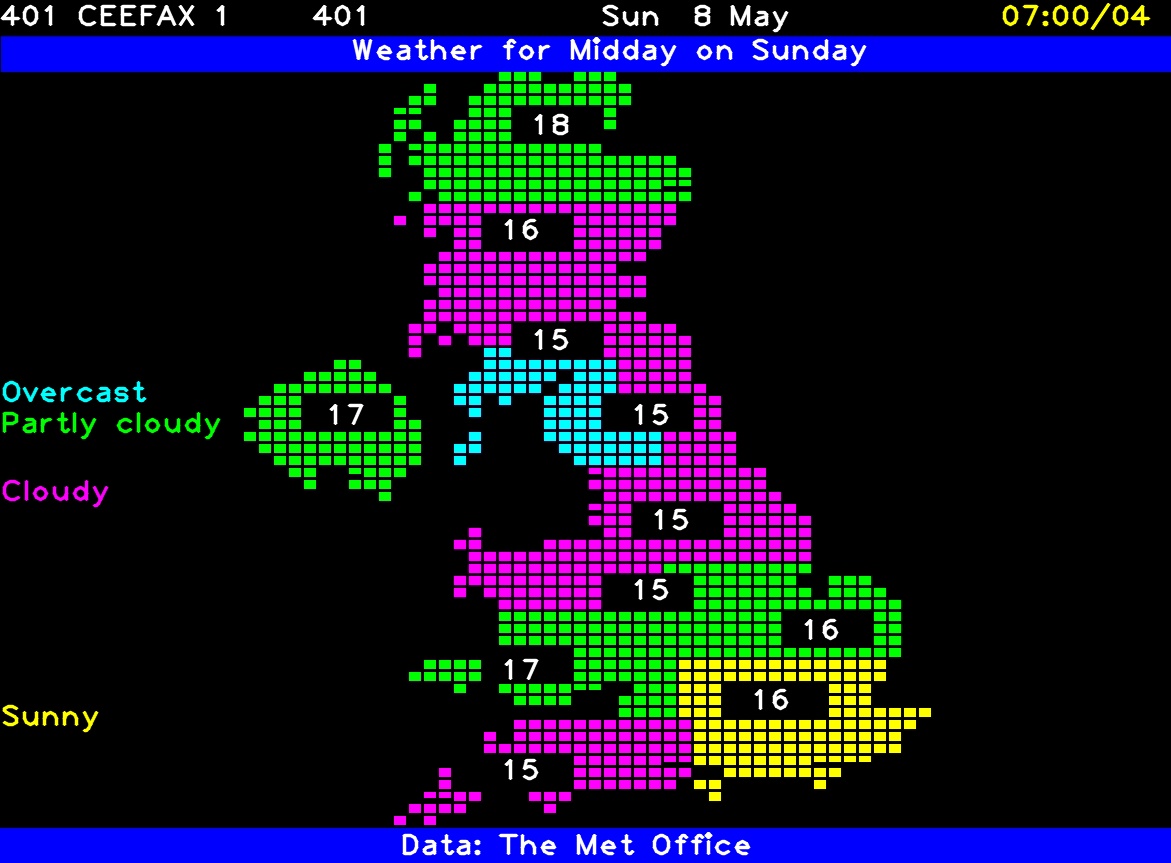 401 CEEFAX 1 401 Sun 8 May 07:00/04
Weather for Midday on Sunday
18
16
15
Overcast
17 15
Partly cloudy
Cloudy
15
15
16
17
16
Sunny
15
Data: The Met Office